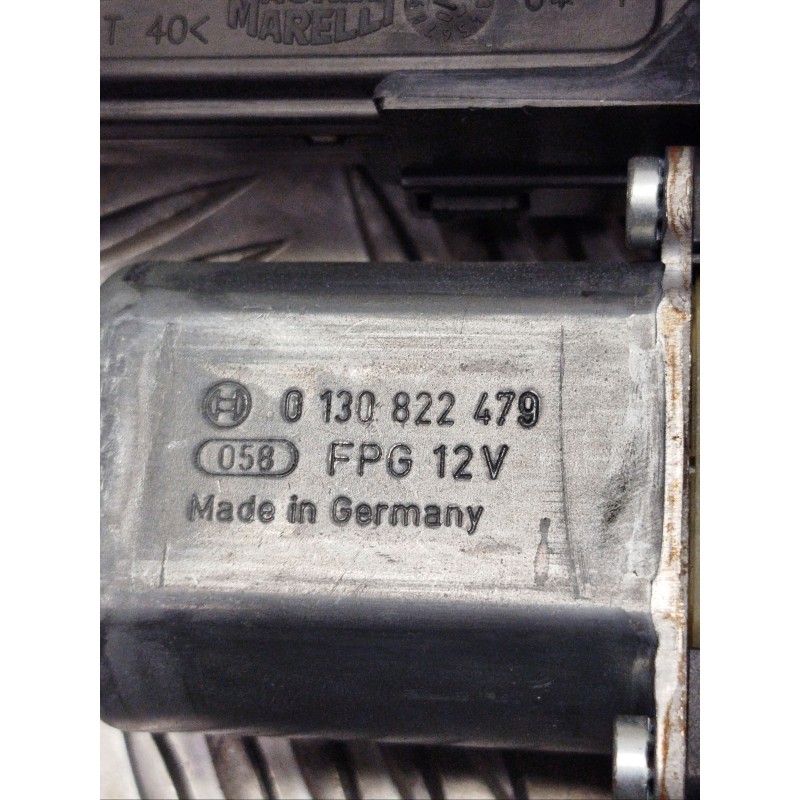 MARELLI
T 40<
0 130 822 479
058 FPG 12V
Made in Germany